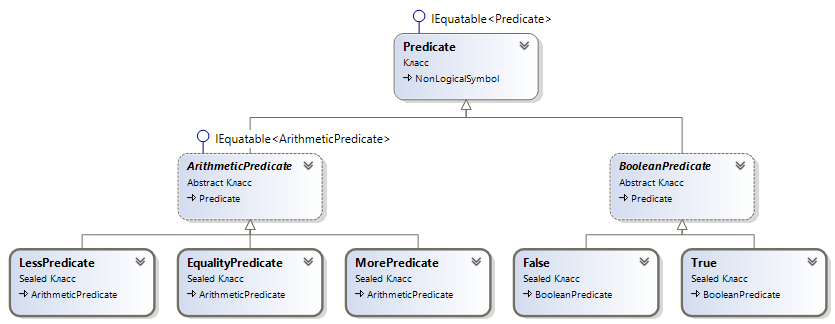 IEquatable<Predicate>
Predicate
Класс
NonLogicalSymbol
IEquatable<ArithmeticPredicate>
ArithmeticPredicate
Abstract Класс
Predicate
BooleanPredicate
Abstract Класс
Predicate
LessPredicate
Sealed Класс
ArithmeticPredicate
EqualityPredicate
Sealed Класс
ArithmeticPredicate
MorePredicate
Sealed Класс
ArithmeticPredicate
False
Sealed Класс
BooleanPredicate
True
Sealed Класс
BooleanPredicate